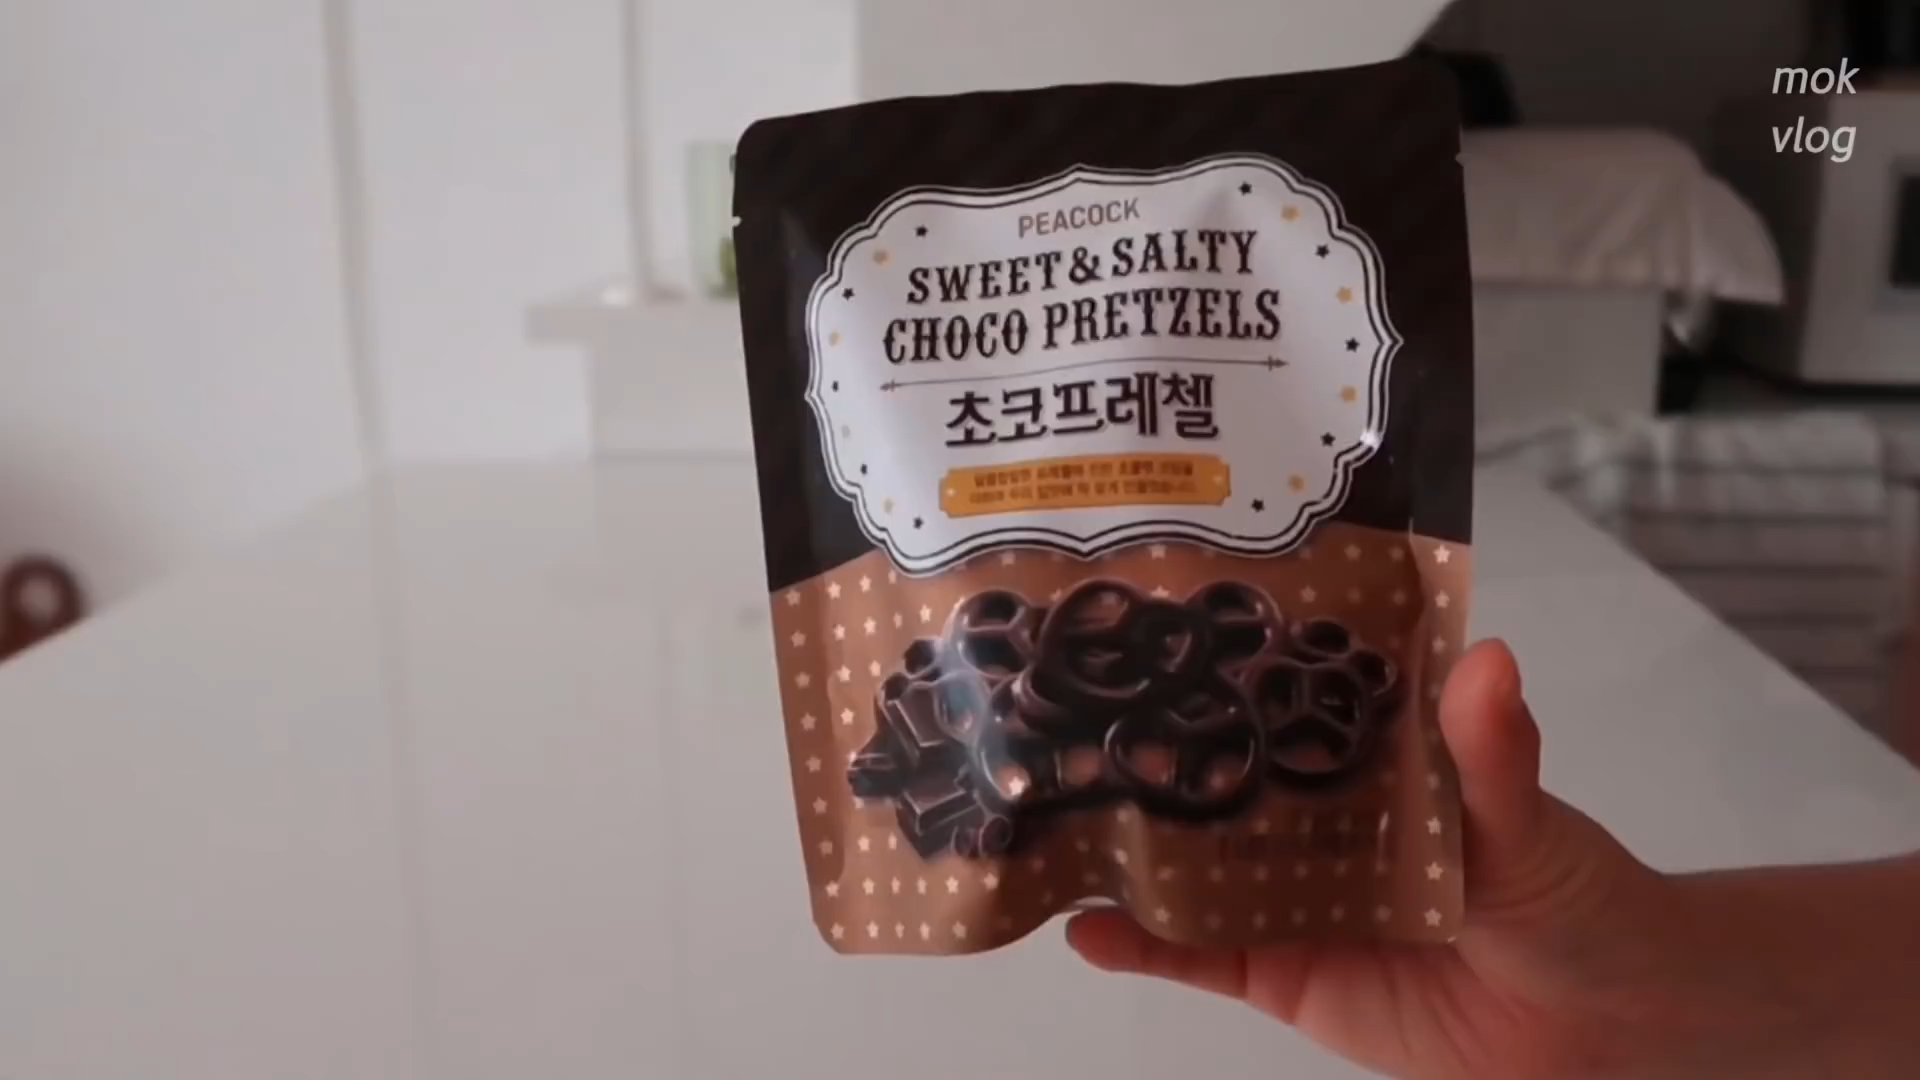 mok
vlog
PEACOCK
SWEET & SALTY
CHOCO PRETZELS
초코프레첼